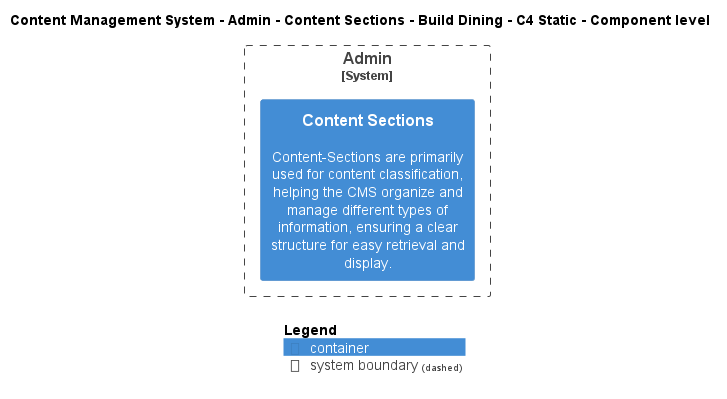 Content Management System - Admin - Content Sections - Build Dining - C4 Static - Component level
Admin
[System]
Content Sections
Content-Sections are primarily
used for content classification,
helping the CMS organize and
manage different types of
information, ensuring a clear
structure for easy retrieval and
display.
Legend
container
system boundary (dashed)